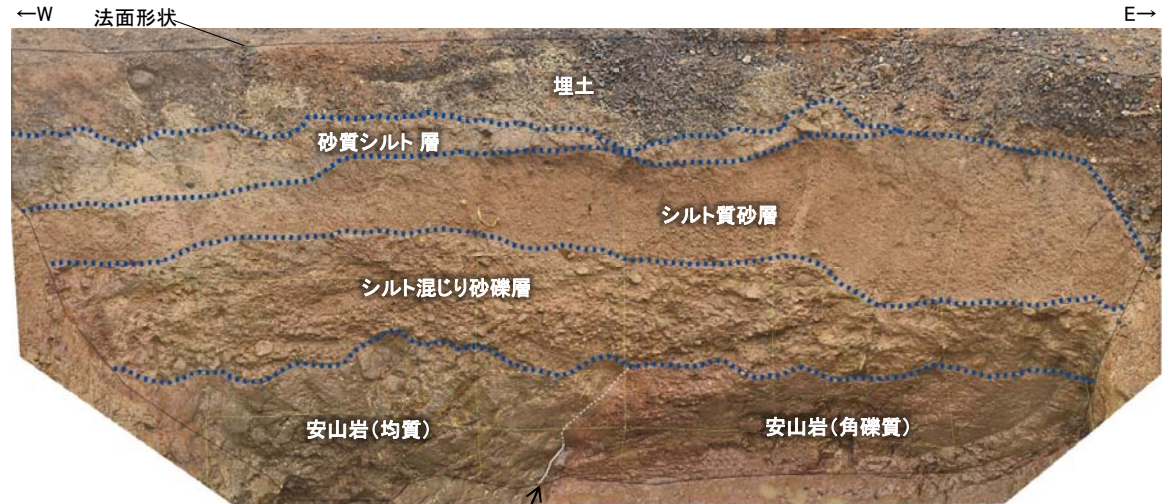 ←W
法面形状
E→
埋土
砂質シルト 層
シルト質砂層
シルト混じり砂礫層
安山岩(均質)
安山岩(角礫質)